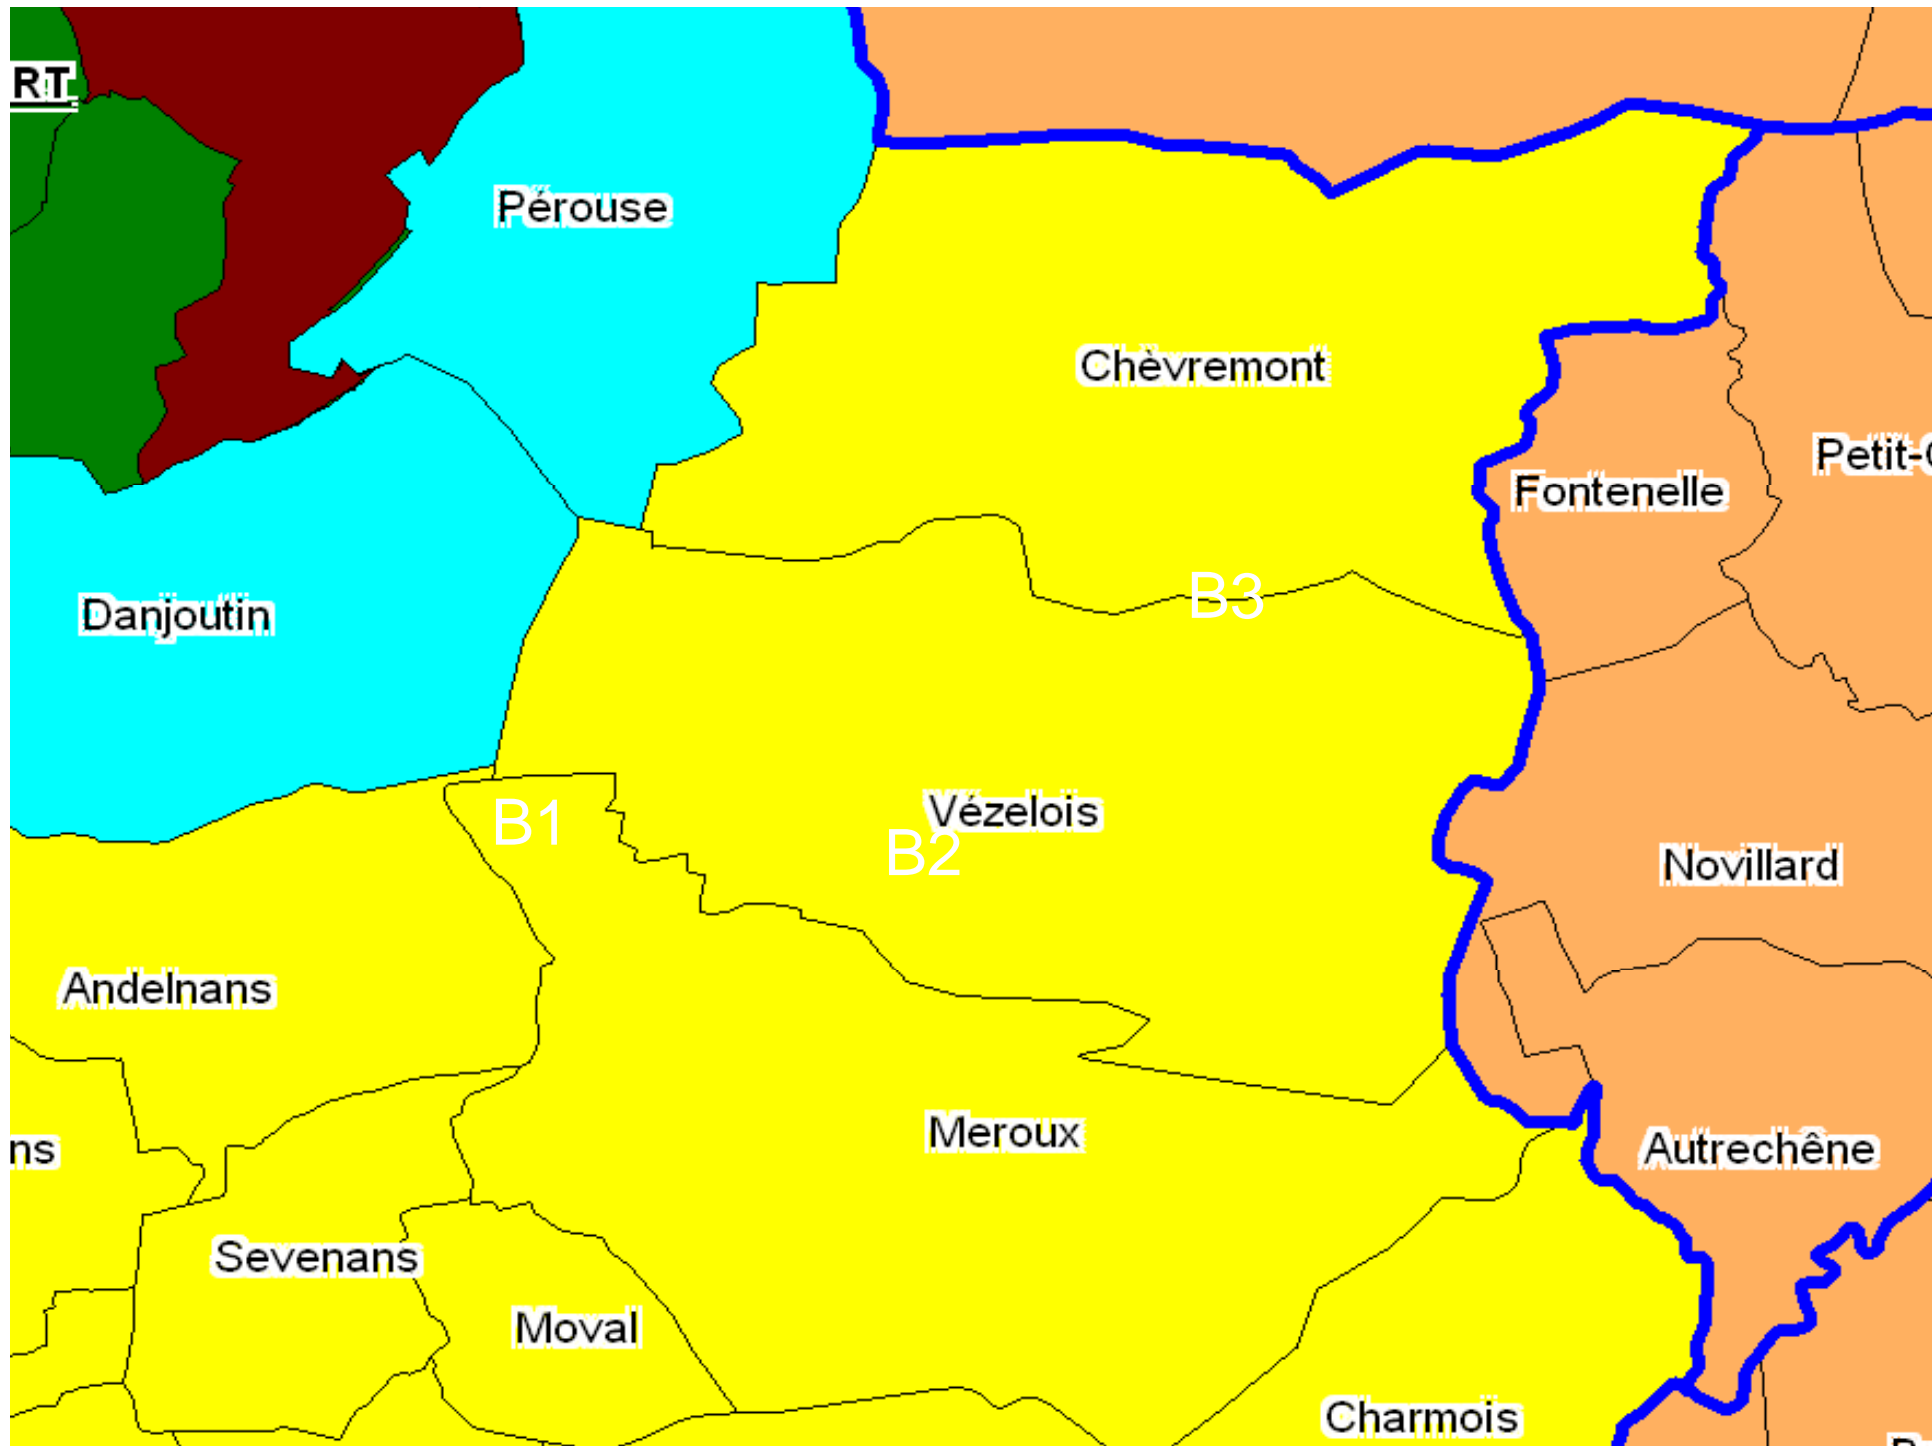 RT
Pérouse
Chèvremont
Petit-
Fontenelle
B3
Danjoutin
Vézelois
B1
B2
Novillard
Andelnans
Meroux
ns
Autrechêne
Sevenans
Moval
Charmois